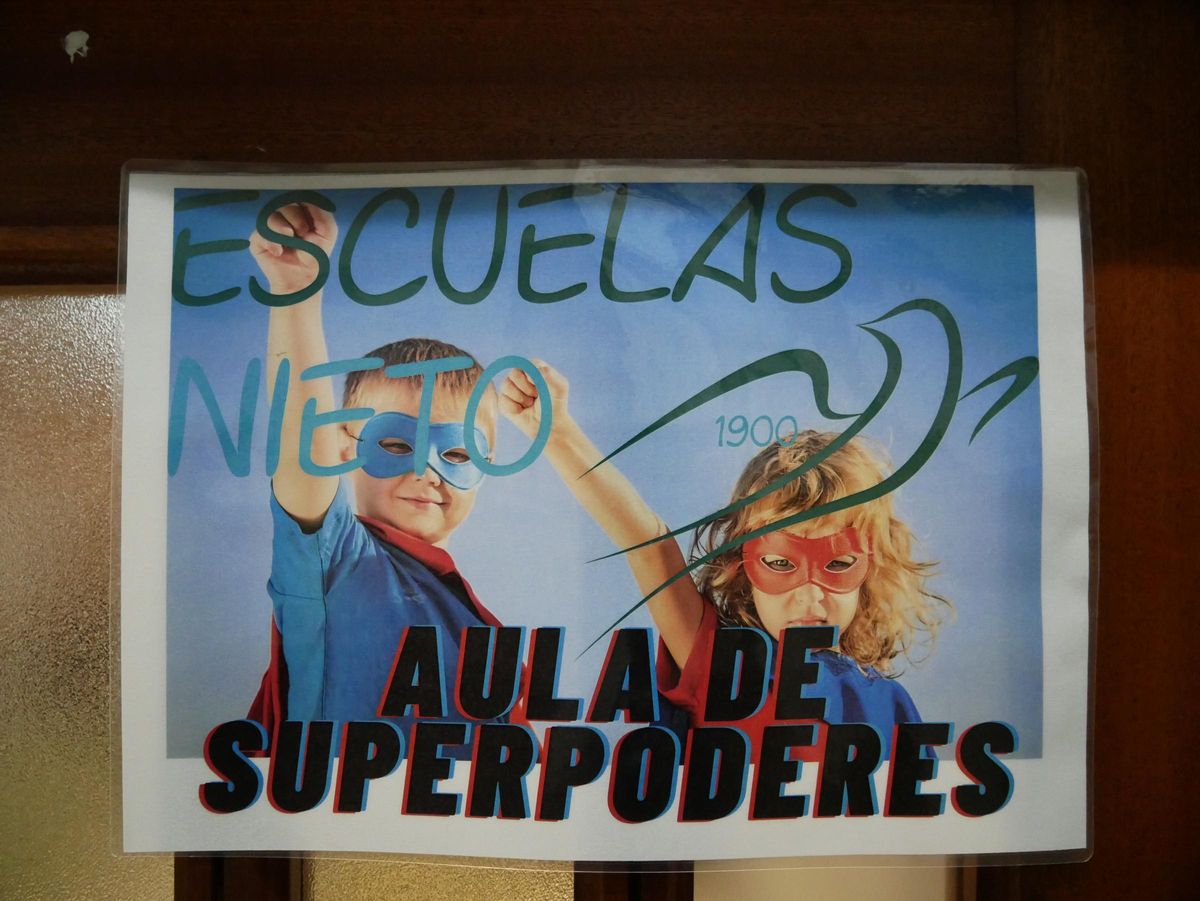 ESCUELAS
NIETO
1900
AULA DE
SUPERPODERES